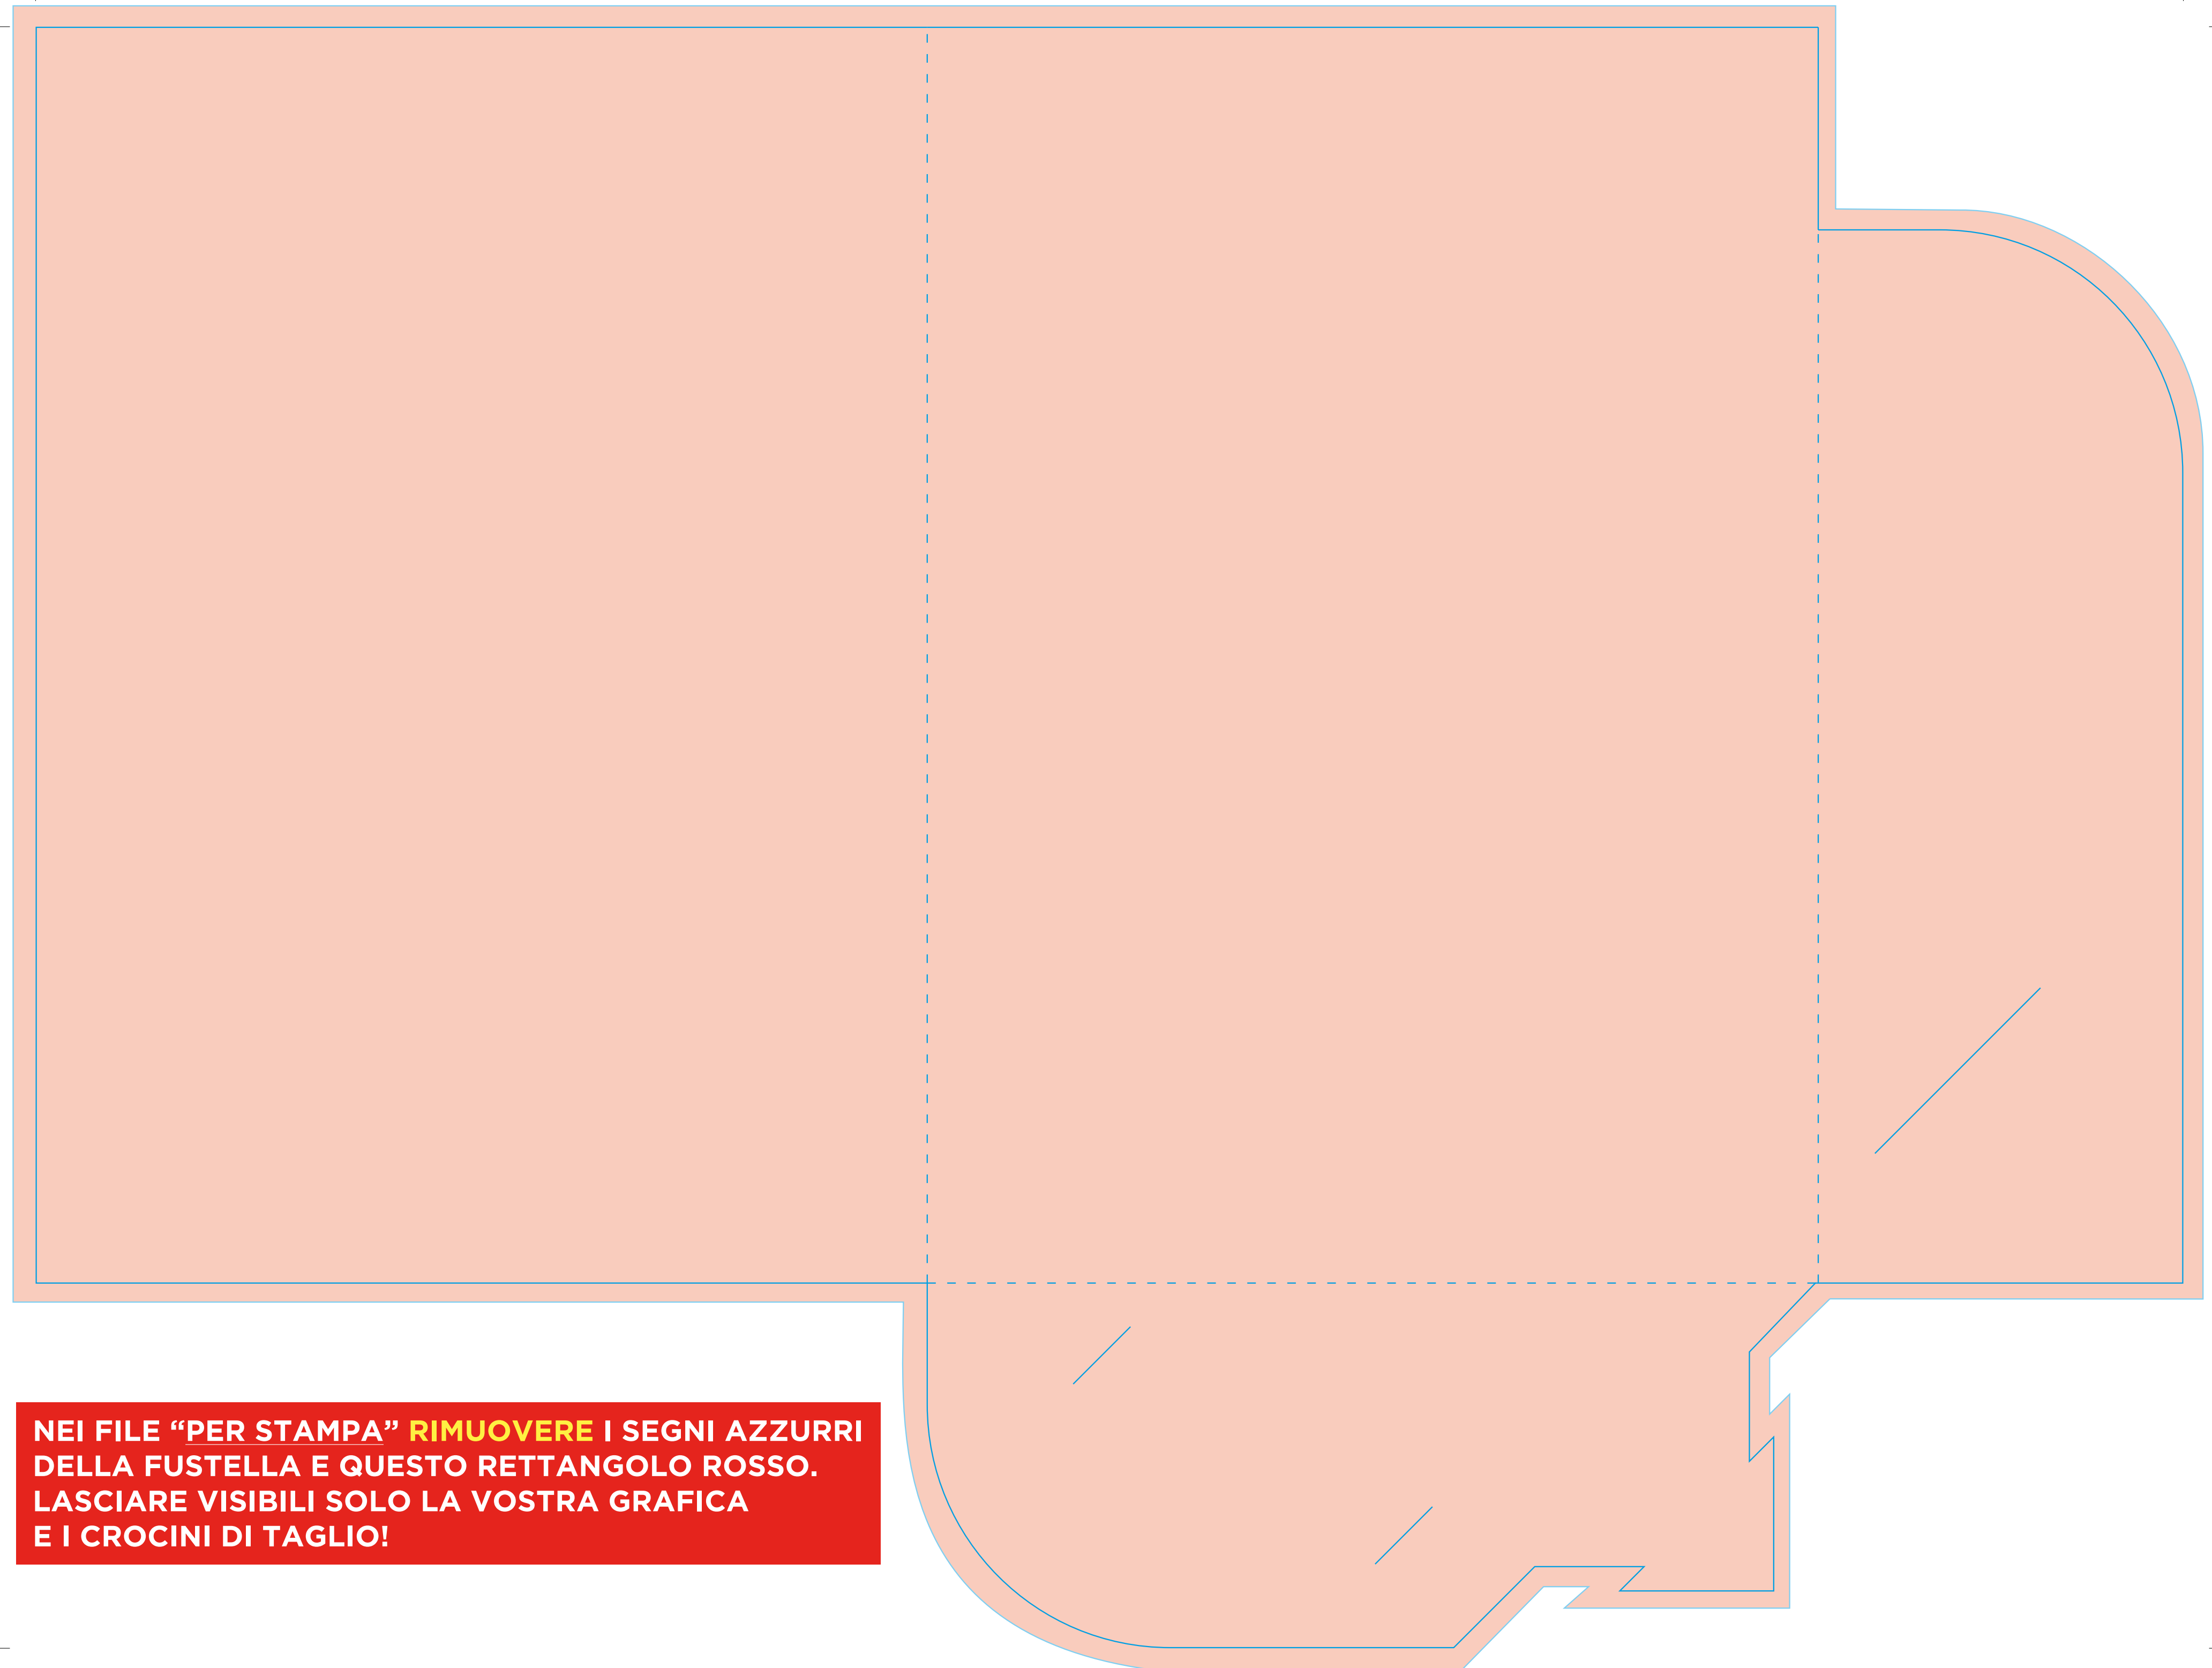 NEI FILE “PER STAMPA” RIMUOVERE I SEGNI AZZURRI
DELLA FUSTELLA E QUESTO RETTANGOLO ROSSO.
LASCIARE VISIBILI SOLO LA VOSTRA GRAFICA
E I CROCINI DI TAGLIO!